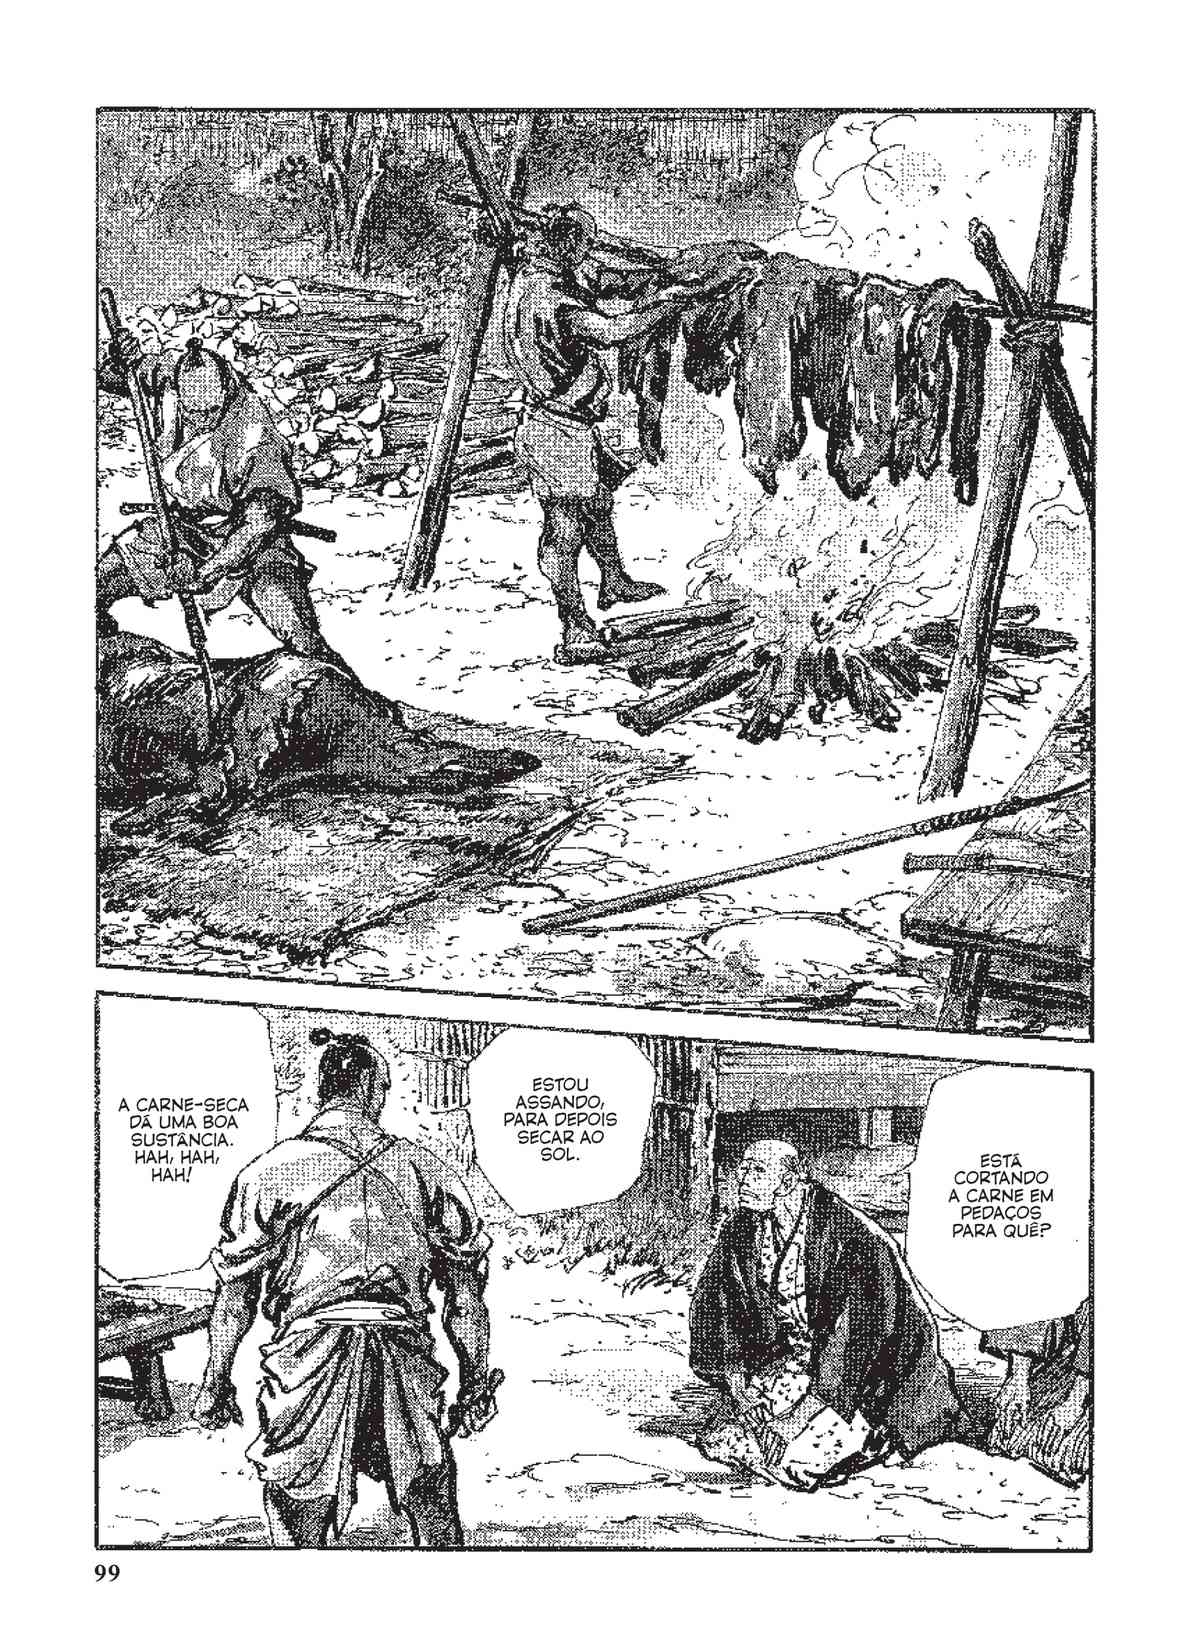 ESTÁ
CORTANDO
A CARNE EM
PEDAÇOS
PARA QUÊ?
ESTOU
ASSANDO,
PARA DEPOIS
SECAR AO
SOL.
A CARNE-SECA
DÁ UMA BOA
SUSTÂNCIA.
HAH, HAH,
HAH!
99